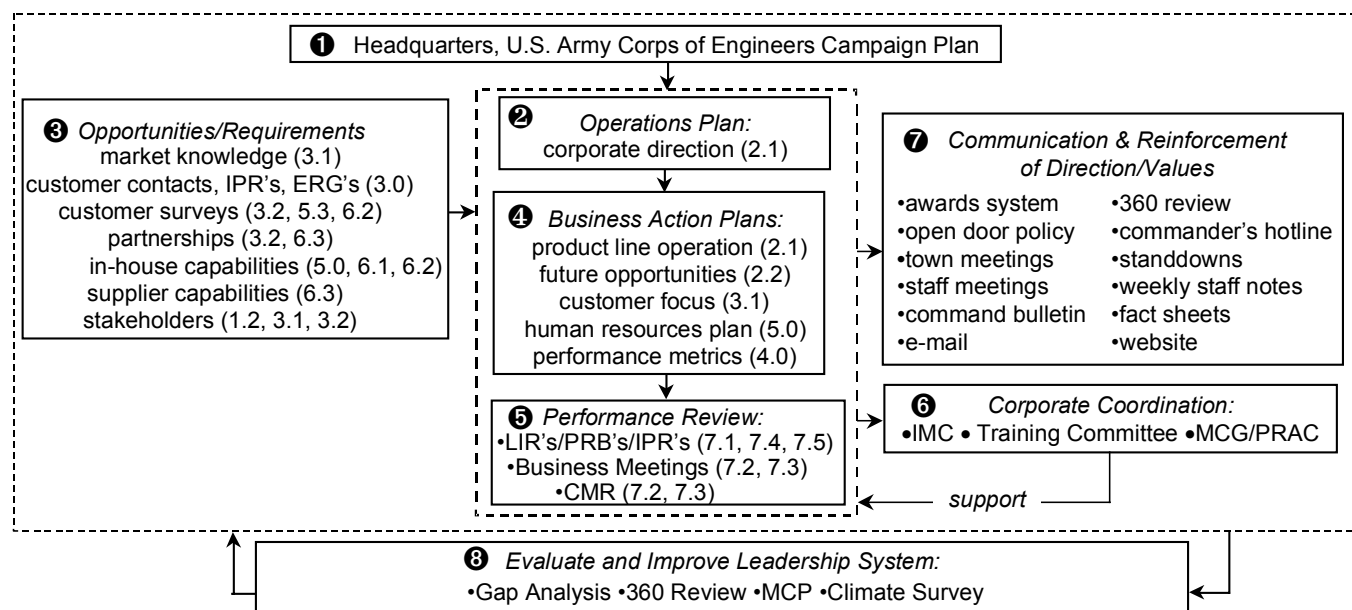 ❶ Headquarters, U.S. Army Corps of Engineers Campaign Plan
❷ Operations Plan:
corporate direction (2.1)
❸ Opportunities/Requirements
market knowledge (3.1)
customer contacts, IPR's, ERG's (3.0)
customer surveys (3.2, 5.3, 6.2)
partnerships (3.2, 6.3)
in-house capabilities (5.0, 6.1, 6.2)
supplier capabilities (6.3)
stakeholders (1.2, 3.1, 3.2)
❹ Business Action Plans:
product line operation (2.1)
future opportunities (2.2)
customer focus (3.1)
human resources plan (5.0)
performance metrics (4.0)
❺ Performance Review:
•LIR's/PRB's/IPR's (7.1, 7.4, 7.5)
•Business Meetings (7.2, 7.3)
•CMR (7.2, 7.3)
❼ Communication & Reinforcement
of Direction/Values
•awards system
•open door policy
•town meetings
•staff meetings
•command bulletin
•e-mail
•360 review
•commander's hotline
•standdowns
•weekly staff notes
•fact sheets
•website
❻ Corporate Coordination:
•IMC • Training Committee •MCG/PRAC
support
❽ Evaluate and Improve Leadership System:
•Gap Analysis •360 Review •MCP •Climate Survey